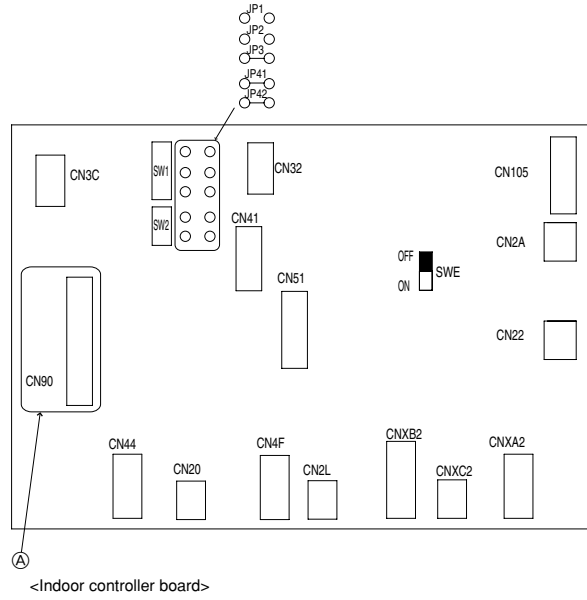 JP1
JP2
JP3
JP41
JP42
CN3C
SW1
CN32
CN105
SW2
CN41
CN2A
OFF
SWE
ON
CN51
CN22
CN90
CN44
CN20
CN4F
CN2L
CNXB2
CNXC2
CNXA2
A
<Indoor controller board>